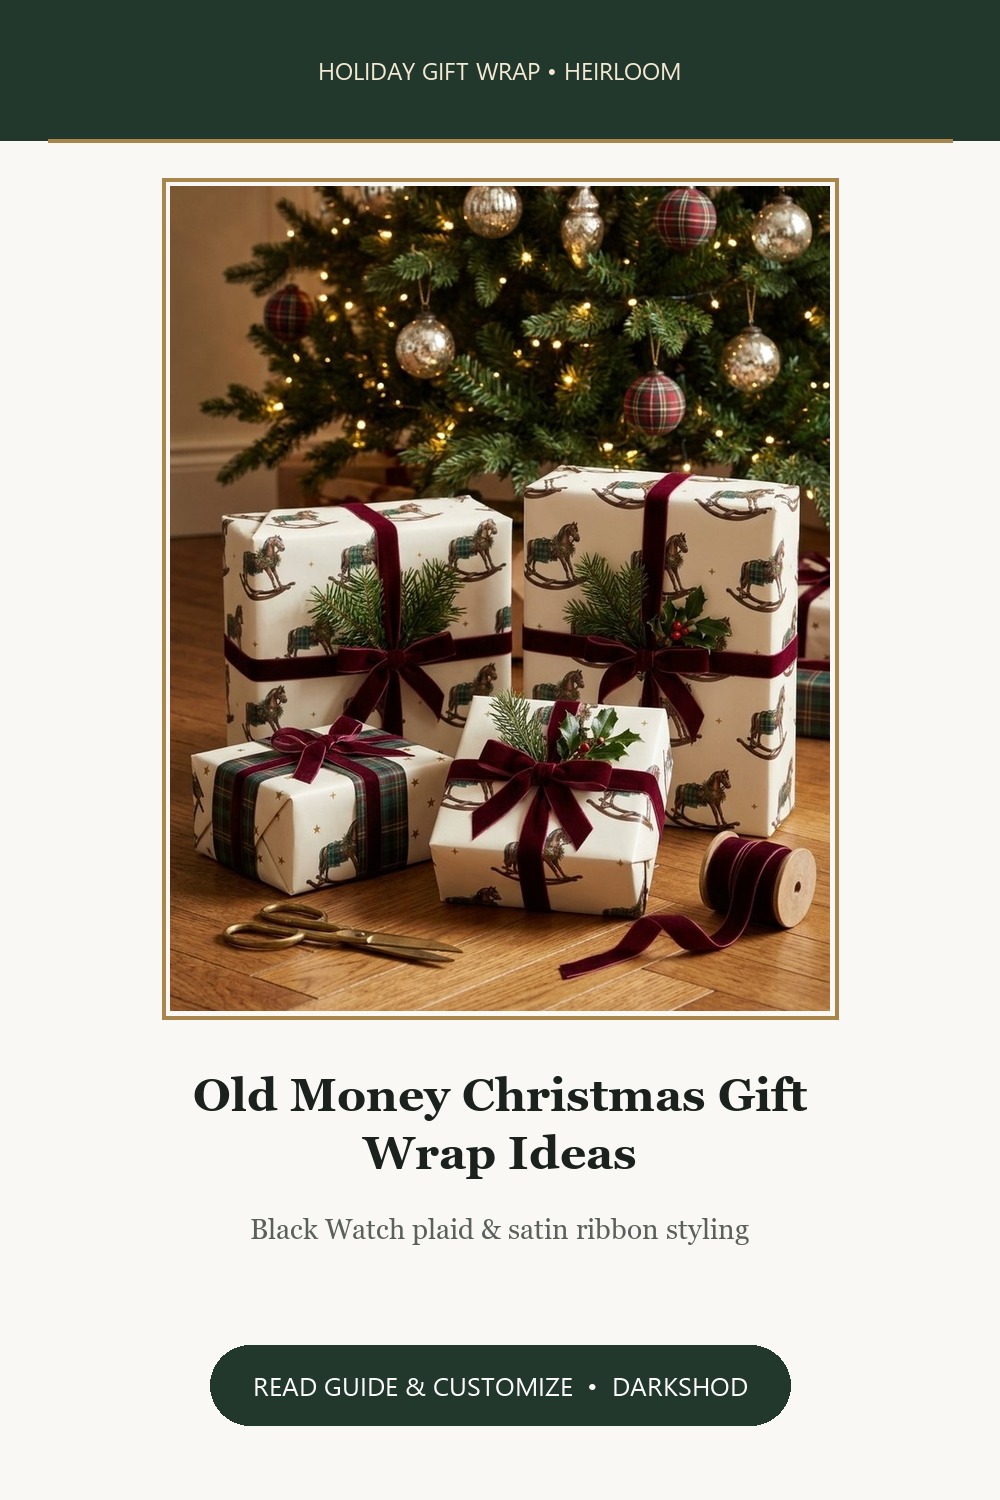 HOLIDAY GIFT WRAP • HEIRLOOM
Old Money Christmas Gift
Wrap Ideas
Black Watch plaid & satin ribbon styling
READ GUIDE & CUSTOMIZE • DARKSHOD